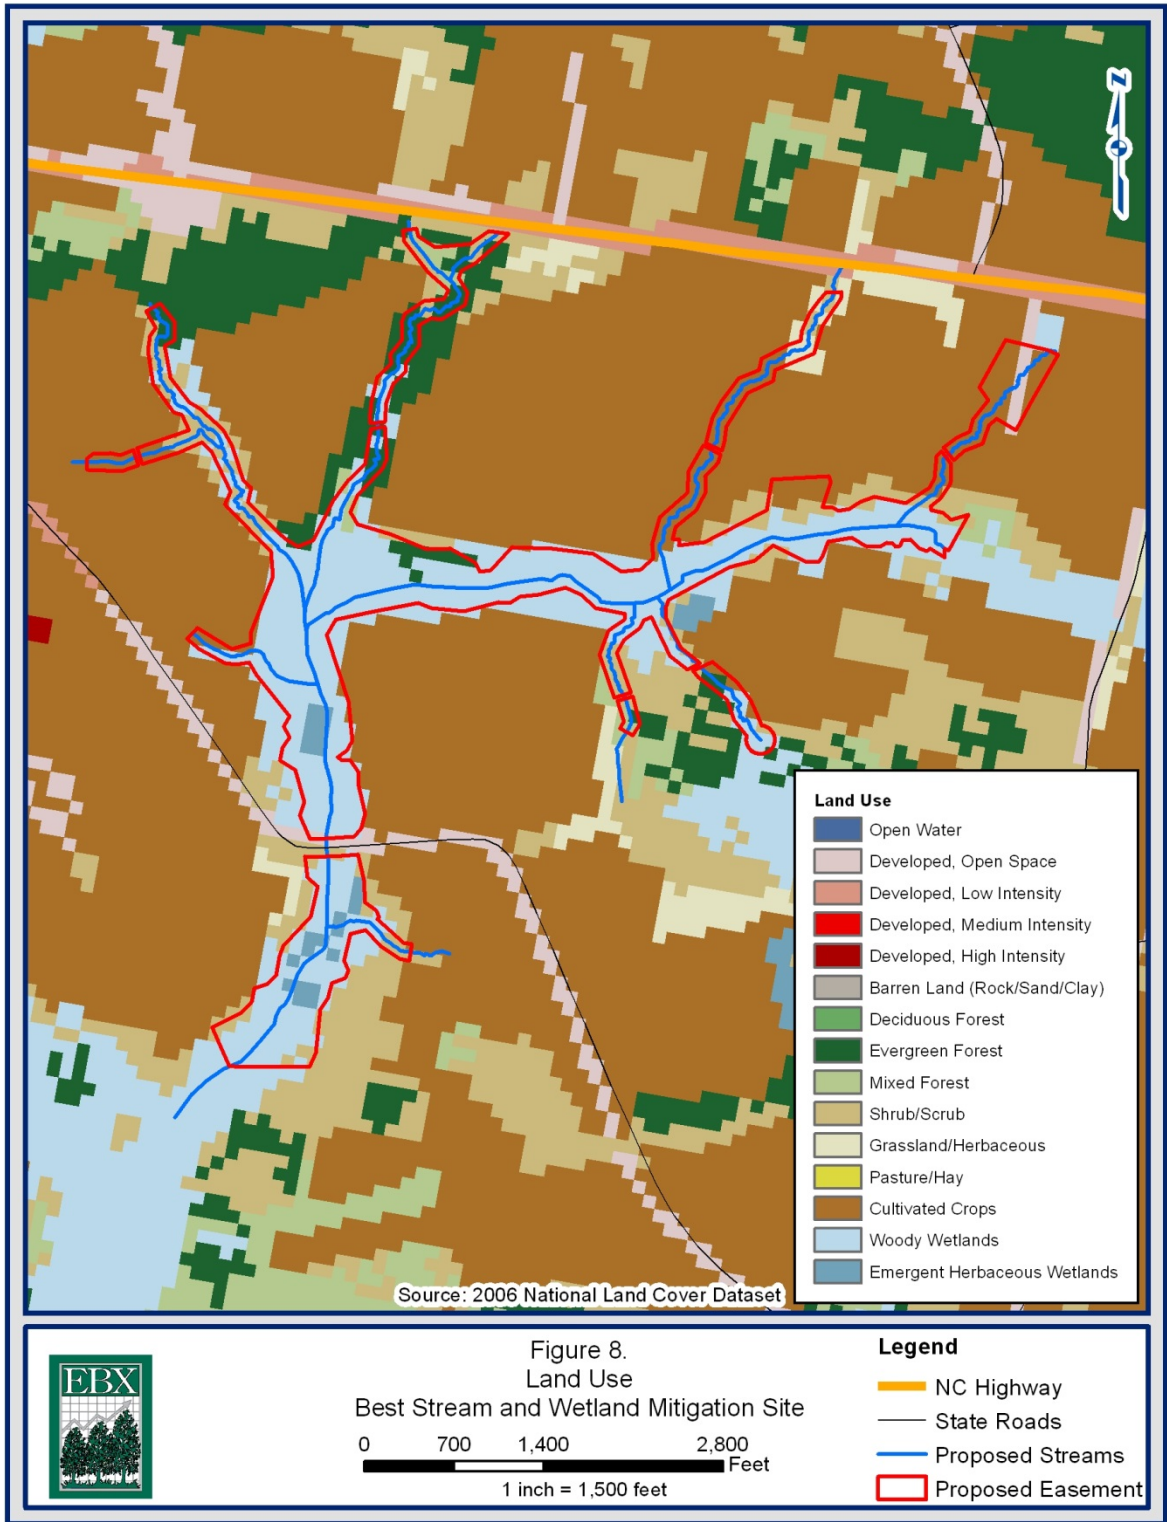 Z
Land Use
Open Water
Developed, Open Space
Developed, Low Intensity
Developed, Medium Intensity
Developed, High Intensity
Barren Land (Rock/Sand/Clay)
Deciduous Forest
Evergreen Forest
Mixed Forest
Shrub/Scrub
Grassland/Herbaceous
Pasture/Hay
Cultivated Crops
Woody Wetlands
Emergent Herbaceous Wetlands
Source: 2006 National Land Cover Dataset
EBX
Figure 8.
Land Use
Best Stream and Wetland Mitigation Site
0 700 1,400 2,800
Feet
1 inch = 1,500 feet
Legend
NC Highway
State Roads
Proposed Streams
Proposed Easement